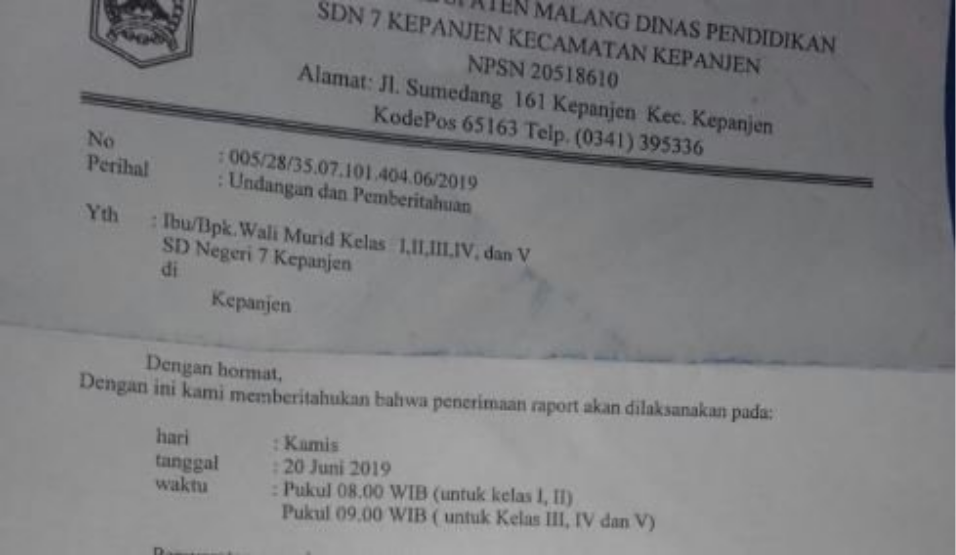 MALANG DINAS PENDIDIKAN
SDN 7 KEPANJEN KECAMATAN KEPANJEN
NPSN 20518610
Alamat: Jl. Sumedang 161 Kepanjen Kec. Kepanjen
KodePos 65163 Telp. (0341) 395336
No : 005/28/35.07.101.404.06/2019
Perihal : Undangan dan Pemberitahuan
Yth : Ibu/Bpk.Wali Murid Kelas I,II,III,IV, dan V
SD Negeri 7 Kepanjen
di
Kepanjen
Dengan hormat,
Dengan ini kami memberitahukan bahwa penerimaan raport akan dilaksanakan pada:
hari : Kamis
tanggal : 20 Juni 2019
waktu : Pukul 08.00 WIB (untuk kelas I, II)
Pukul 09.00 WIB ( untuk Kelas III, IV dan V)